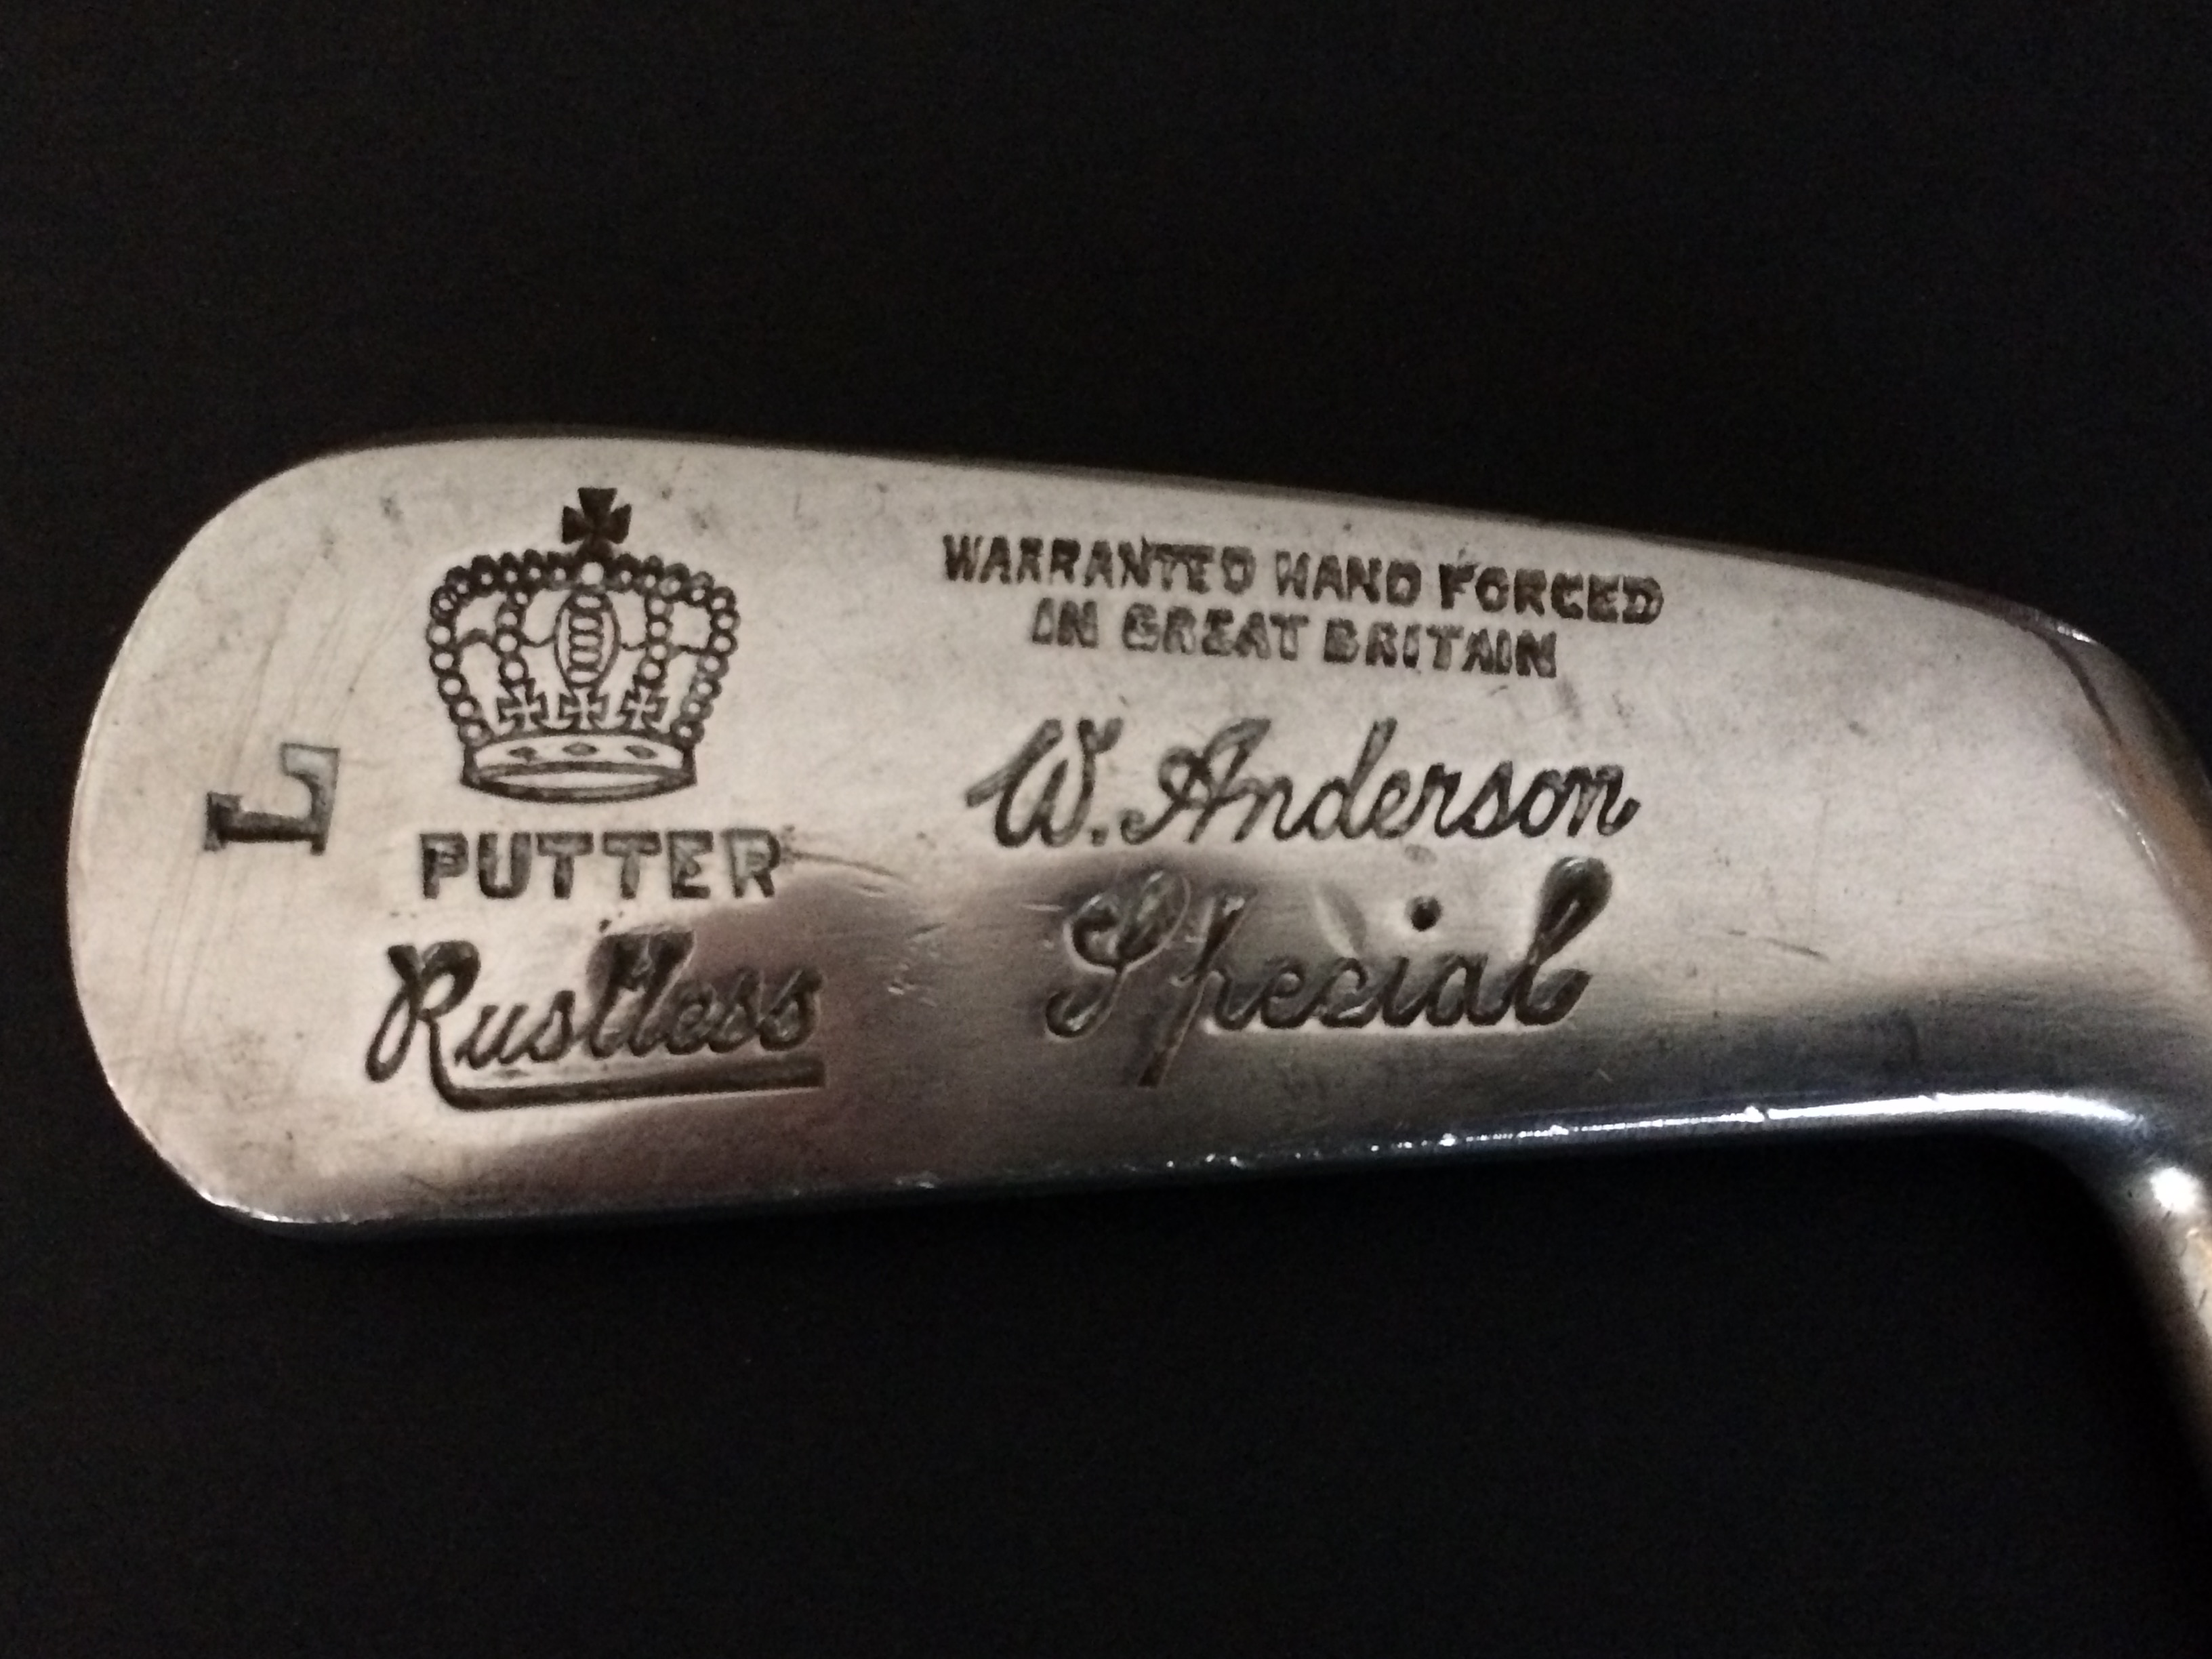 L
PUTTER
Rustless
WARRANTED HAND FORGED
IN GREAT BRITAIN
W. Anderson
Special